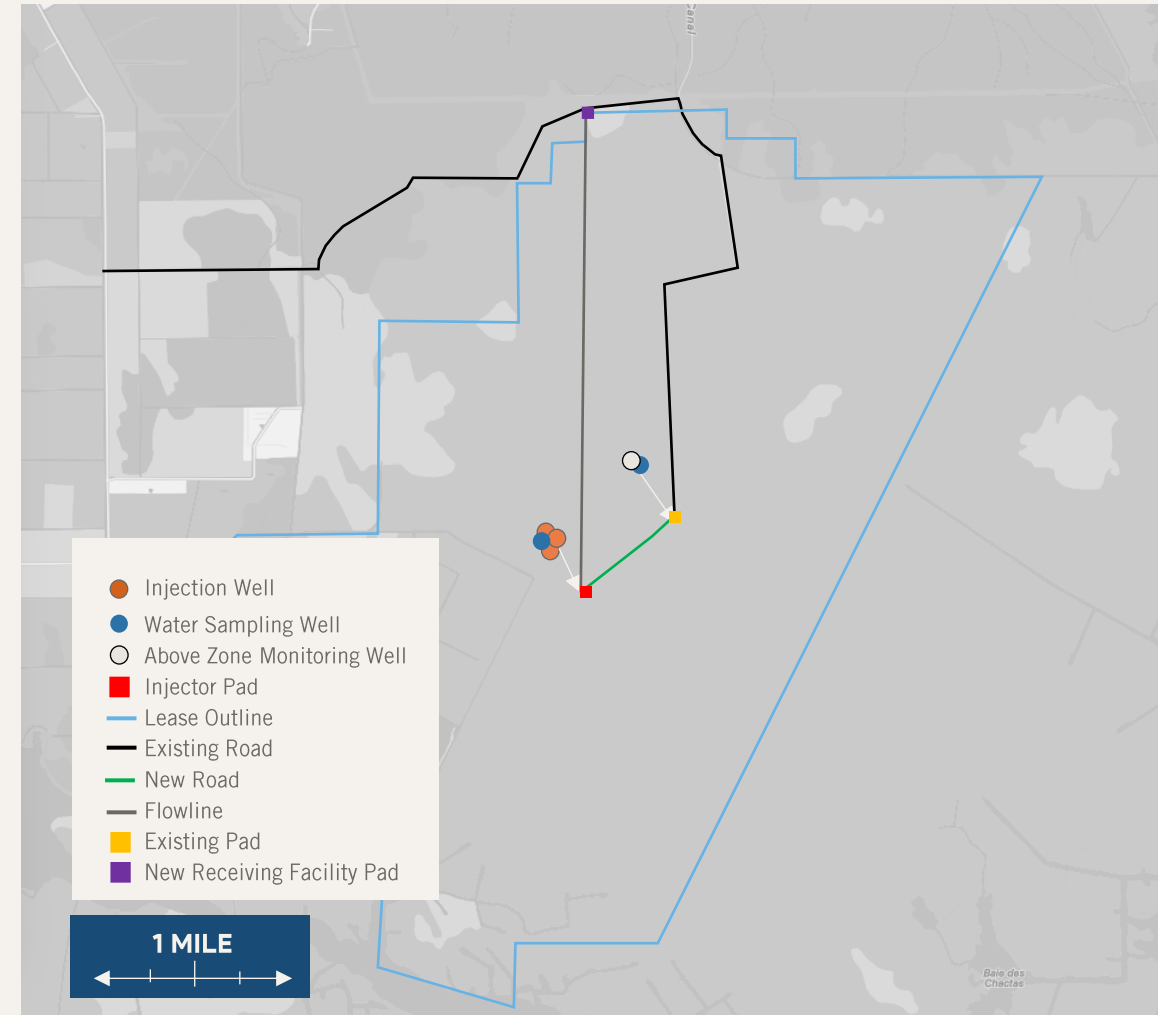 Canal
Injection Well
Water Sampling Well
Above Zone Monitoring Well
Injector Pad
Lease Outline
Existing Road
New Road
Flowline
Existing Pad
New Receiving Facility Pad
1 MILE
Baie des
Chactas